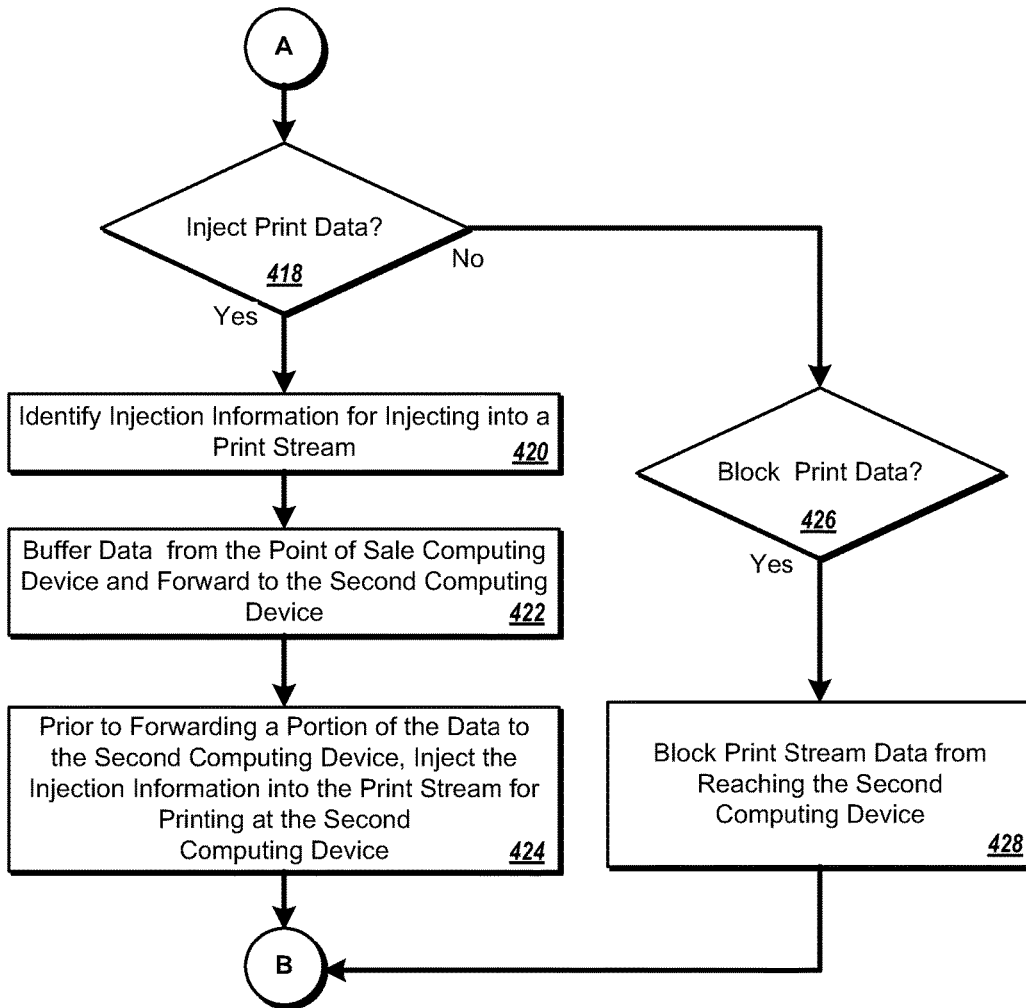 A
Inject Print Data?
418
No
Yes
Identify Injection Information for Injecting into a
Print Stream
420
Block Print Data?
426
Yes
Buffer Data from the Point of Sale Computing
Device and Forward to the Second Computing
Device
422
Prior to Forwarding a Portion of the Data to
the Second Computing Device, Inject the
Injection Information into the Print Stream for
Printing at the Second
Computing Device
424
Block Print Stream Data from
Reaching the Second
Computing Device
428
B